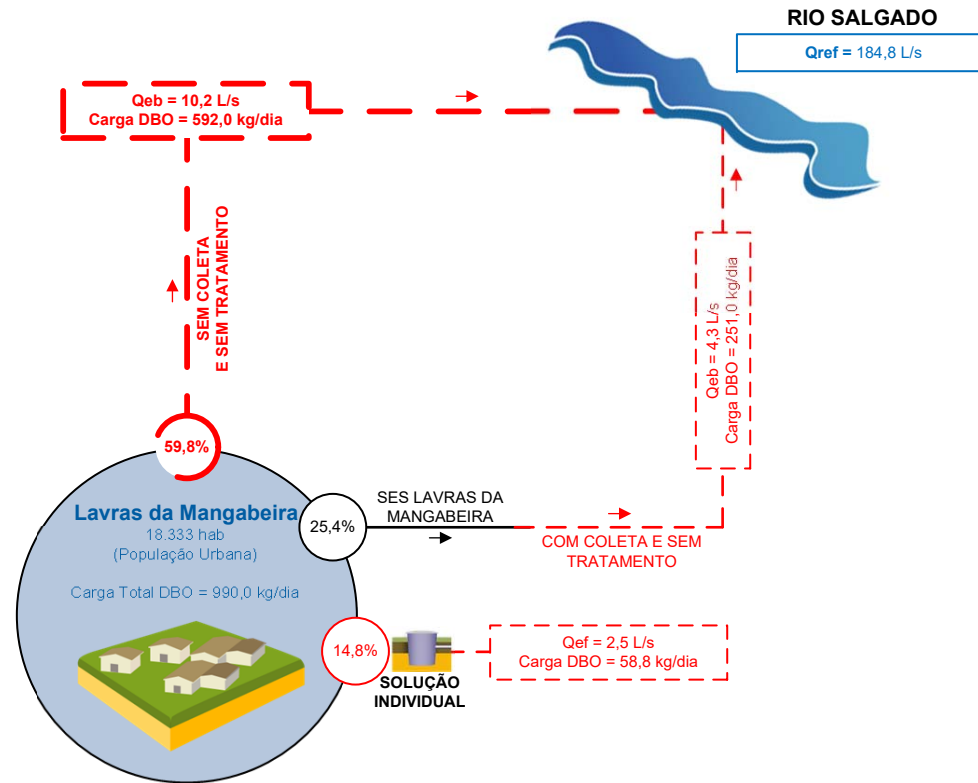 RIO SALGADO
Qref = 184,8 L/s
Qeb = 10,2 L/s
Carga DBO = 592,0 kg/dia
SEM COLETA
E SEM TRATAMENTO
Qeb = 4,3 L/s
Carga DBO = 251,0 kg/dia
59,8%
Lavras da Mangabeira
18.333 hab
(População Urbana)
Carga Total DBO = 990,0 kg/dia
25,4%
SES LAVRAS DA
MANGABEIRA
COM COLETA E SEM
TRATAMENTO
14,8%
SOLUÇÃO
INDIVIDUAL
Qef = 2,5 L/s
Carga DBO = 58,8 kg/dia